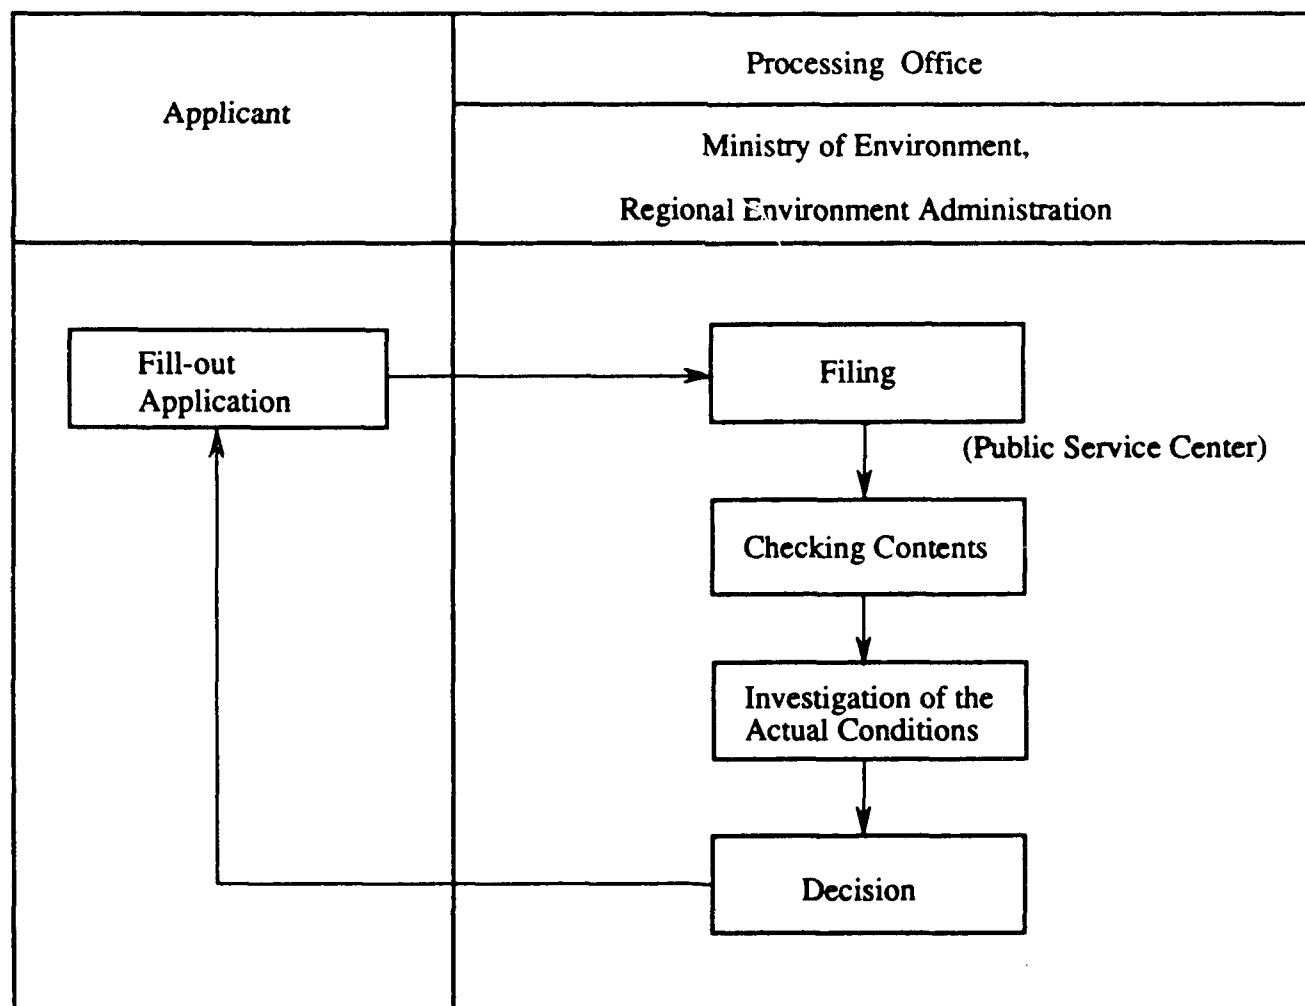 Applicant
Processing Office
Ministry of Environment,
Regional Environment Administration
Fill-out
Application
Filing
(Public Service Center)
Checking Contents
Investigation of the
Actual Conditions
Decision